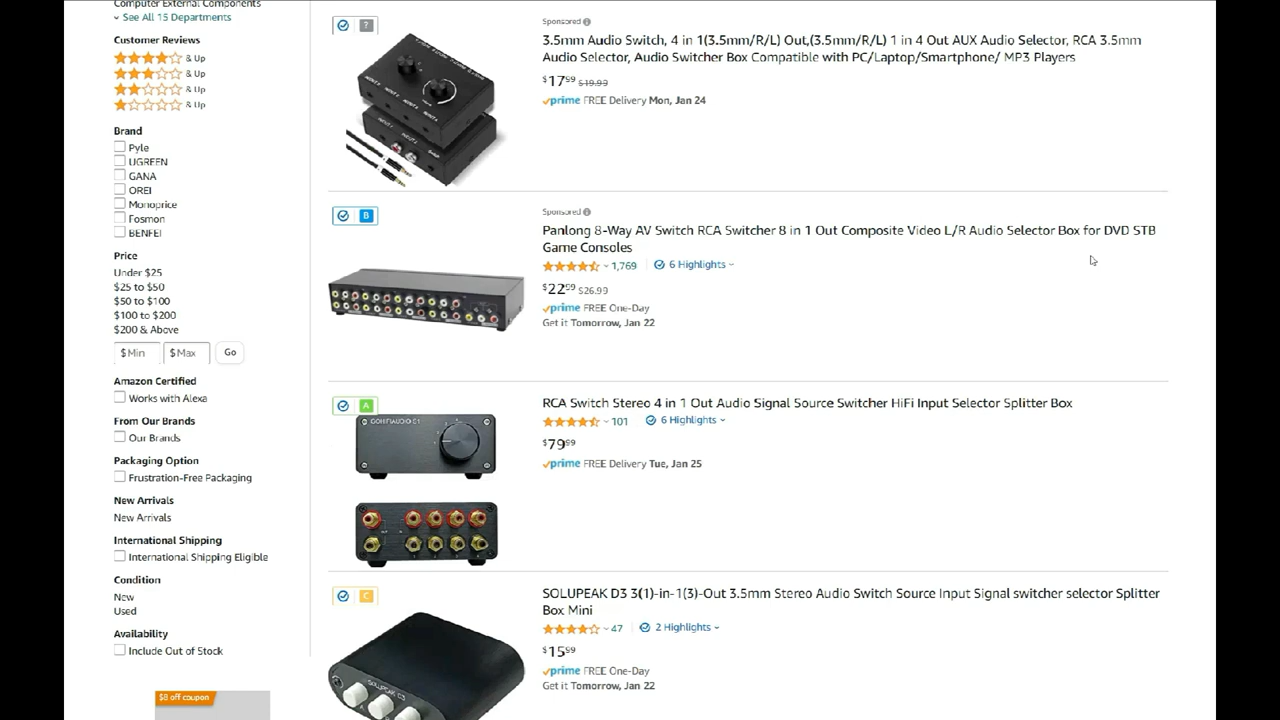 Computer External Components
See All 15 Departments
Customer Reviews
& Up
& Up
& Up
& Up
Brand
Pyle
UGREEN
GANA
OREI
Monoprice
Fosmon
BENFEI
Price
Under $25
$25 to $50
$50 to $100
$100 to $200
$200 & Above
$ Min $ Max Go
Amazon Certified
Works with Alexa
From Our Brands
Our Brands
Packaging Option
Frustration-Free Packaging
New Arrivals
New Arrivals
International Shipping
International Shipping Eligible
Condition
New
Used
Availability
Include Out of Stock
$8 off coupon
?
Sponsored
3.5mm Audio Switch, 4 in 1(3.5mm/R/L) Out,(3.5mm/R/L) 1 in 4 Out AUX Audio Selector, RCA 3.5mm
Audio Selector, Audio Switcher Box Compatible with PC/Laptop/Smartphone/ MP3 Players
$17.99 $19.99
prime FREE Delivery Mon, Jan 24
B
Sponsored
Panlong 8-Way AV Switch RCA Switcher 8 in 1 Out Composite Video L/R Audio Selector Box for DVD STB
Game Consoles
1,769 6 Highlights
$22.99 $26.99
prime FREE One-Day
Get it Tomorrow, Jan 22
A
RCA Switch Stereo 4 in 1 Out Audio Signal Source Switcher HiFi Input Selector Splitter Box
101 6 Highlights
$79.99
prime FREE Delivery Tue, Jan 25
C
SOLUPEAK D3 3(1)-in-1(3)-Out 3.5mm Stereo Audio Switch Source Input Signal switcher selector Splitter
Box Mini
47 2 Highlights
$15.99
prime FREE One-Day
Get it Tomorrow, Jan 22
SOLUPEAK D3